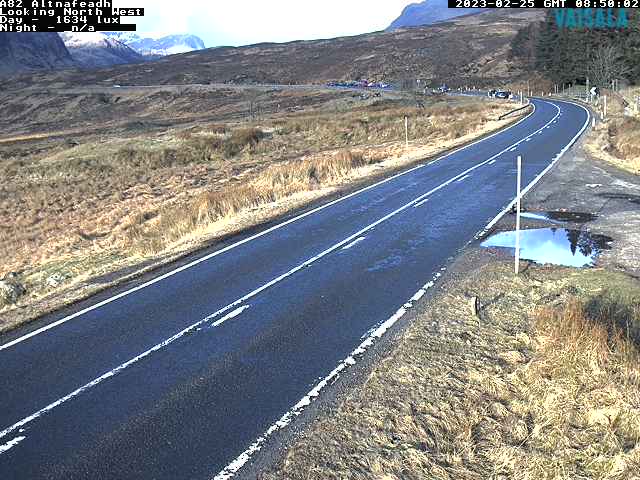 A82 Altnafeadh
Looking North West
Day - 1634 lux
Night - n/a
2023-02-25 GMT 08:50:02
VAISALA